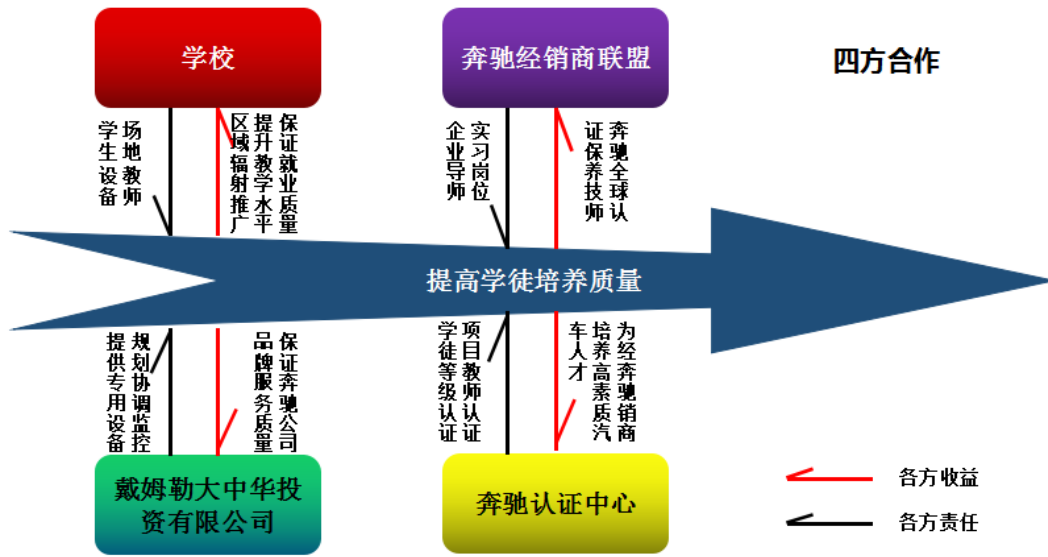 学校
奔驰经销商联盟
四方合作
场地教师
学生设备
保证就业质量
提升教学水平
区域辐射推广
实习岗位
企业导师
奔驰全球认
证保养技师
提高学徒培养质量
规划协调监控
提供专用设备
保证奔驰公司
品牌服务质量
项目教师认证
学徒等级认证
为经奔驰销商
培养高素质汽
车人才
戴姆勒大中华投
资有限公司
奔驰认证中心
各方收益
各方责任